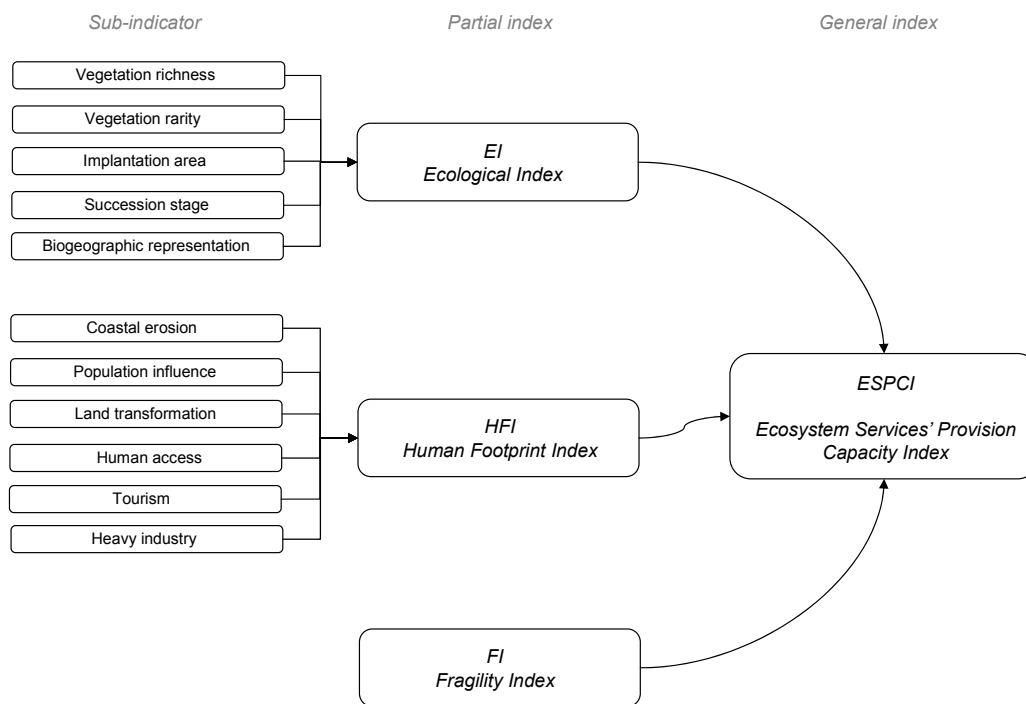 Sub-indicator
Partial index
General index
Vegetation richness
Vegetation rarity
Implantation area
Succession stage
Biogeographic representation
EI
Ecological Index
Coastal erosion
Population influence
Land transformation
Human access
Tourism
Heavy industry
HFI
Human Footprint Index
FI
Fragility Index
ESPCI
Ecosystem Services’ Provision
Capacity Index